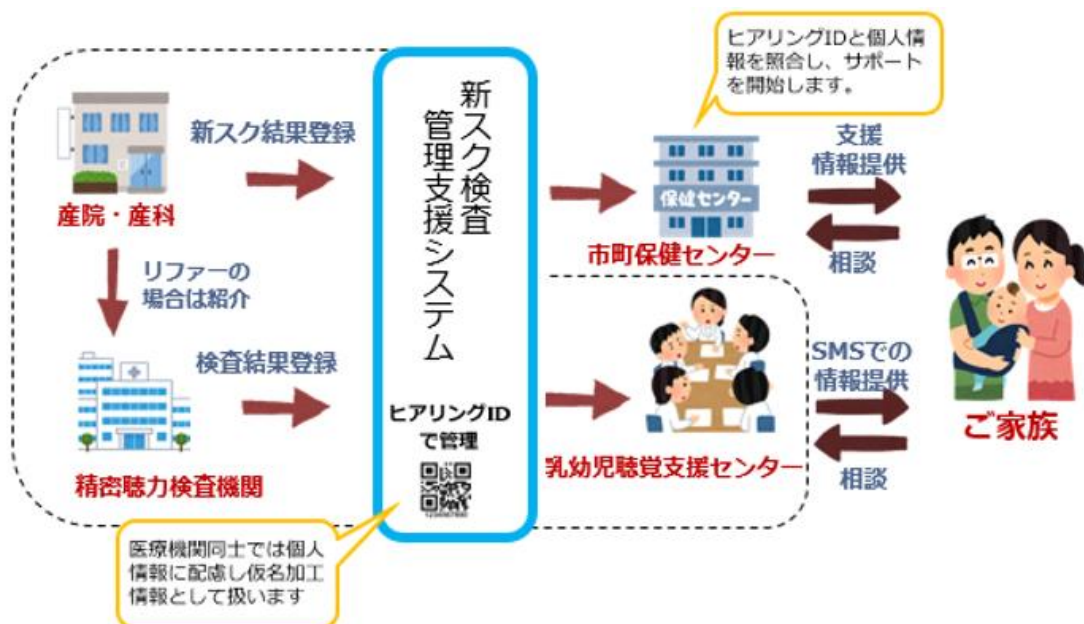 ヒアリングIDと個人情
報を照合し、サポート
を開始します。
新スク検査
管理支援システム
新スク結果登録
産院・産科
保健センター
市町保健センター
支援
情報提供
相談
リファーの
場合は紹介
検査結果登録
精密聴力検査機関
ヒアリングID
で管理
1234567890
乳幼児聴覚支援センター
SMSでの
情報提供
相談
ご家族
医療機関同士では個人
情報に配慮し仮名加工
情報として扱います